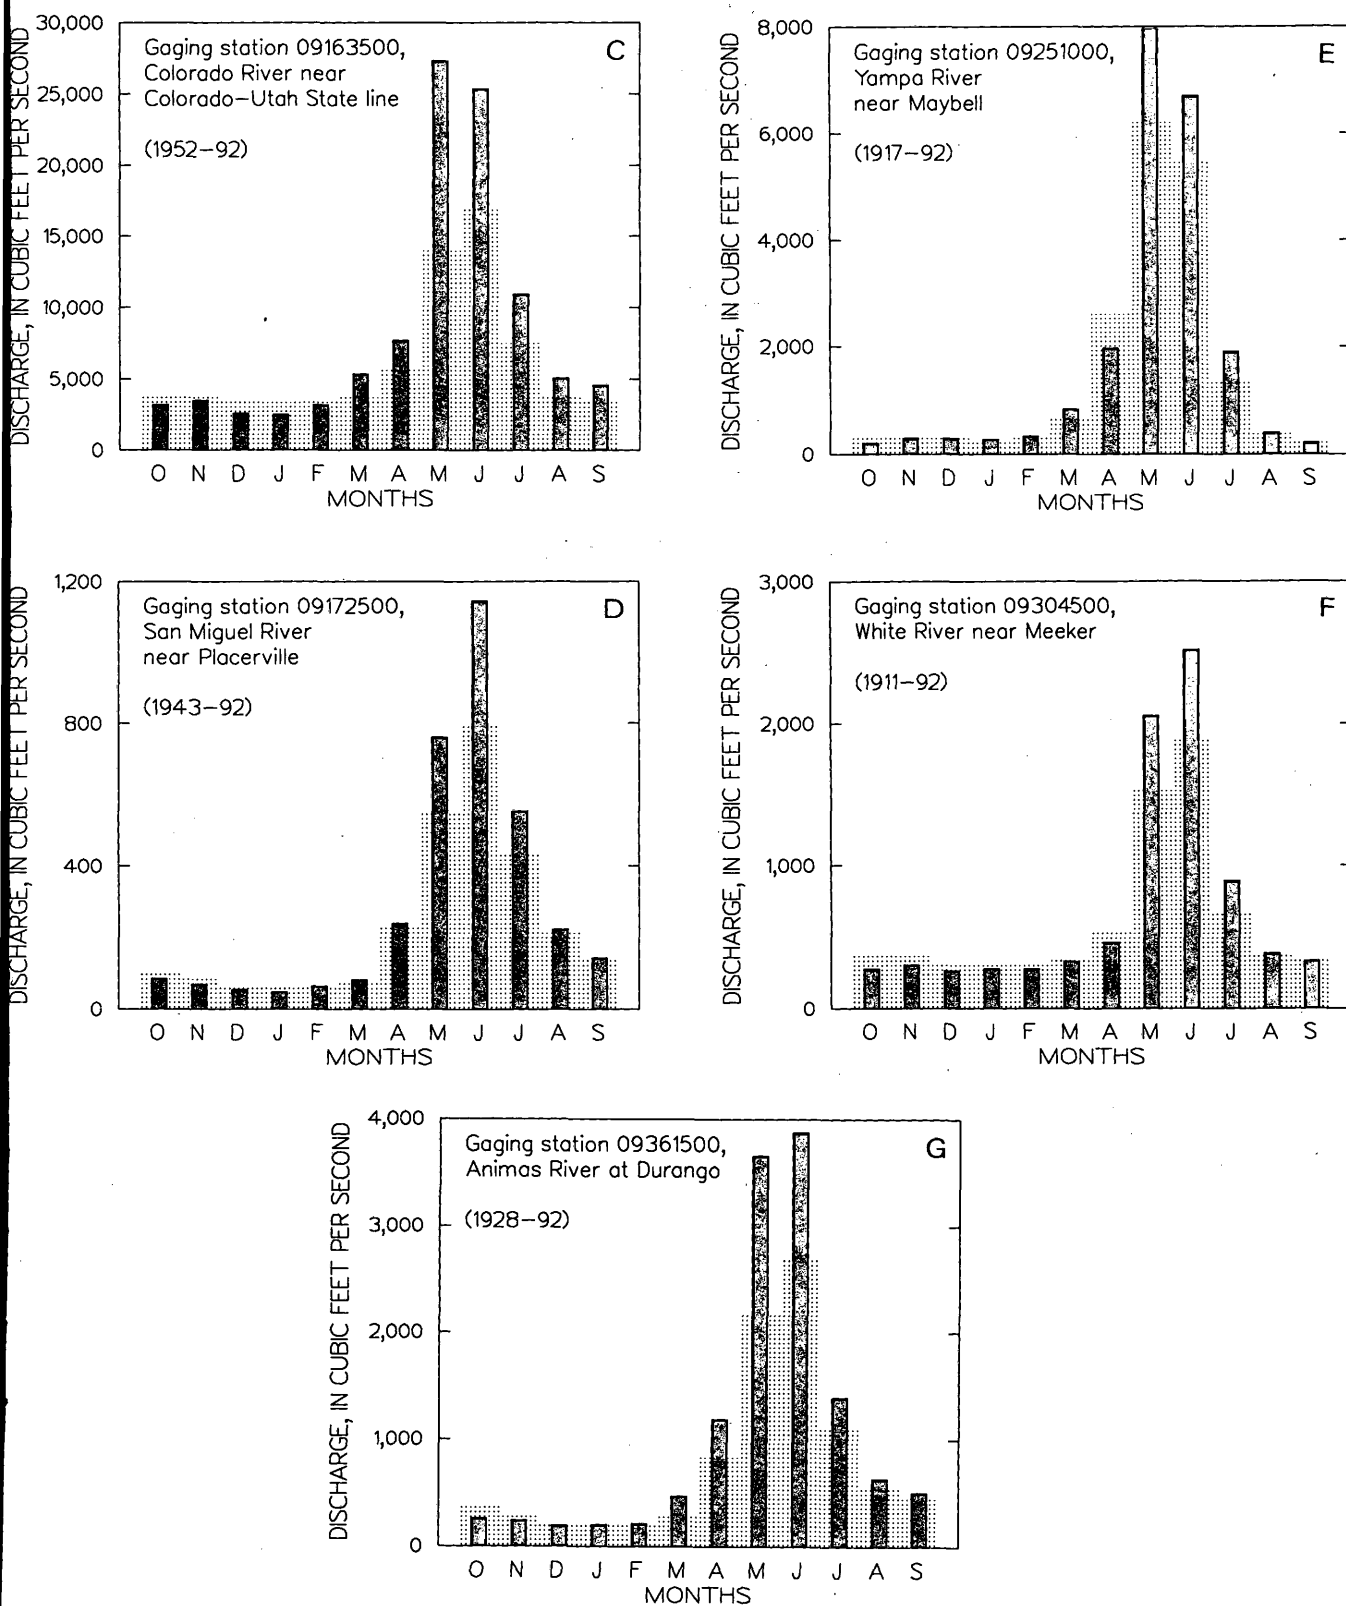 DISCHARGE, IN CUBIC FEET PER SECOND
30,000
25,000
20,000
15,000
10,000
5,000
0
Gaging station 09163500,
Colorado River near
Colorado–Utah State line
(1952–92)
C
O N D J F M A M J J A S
MONTHS
DISCHARGE, IN CUBIC FEET PER SECOND
8,000
6,000
4,000
2,000
0
Gaging station 09251000,
Yampa River
near Maybell
(1917–92)
E
O N D J F M A M J J A S
MONTHS
DISCHARGE, IN CUBIC FEET PER SECOND
1,200
800
400
0
Gaging station 09172500,
San Miguel River
near Placerville
(1943–92)
D
O N D J F M A M J J A S
MONTHS
DISCHARGE, IN CUBIC FEET PER SECOND
3,000
2,000
1,000
0
Gaging station 09304500,
White River near Meeker
(1911–92)
F
O N D J F M A M J J A S
MONTHS
DISCHARGE, IN CUBIC FEET PER SECOND
4,000
3,000
2,000
1,000
0
Gaging station 09361500,
Animas River at Durango
(1928–92)
G
O N D J F M A M J J A S
MONTHS